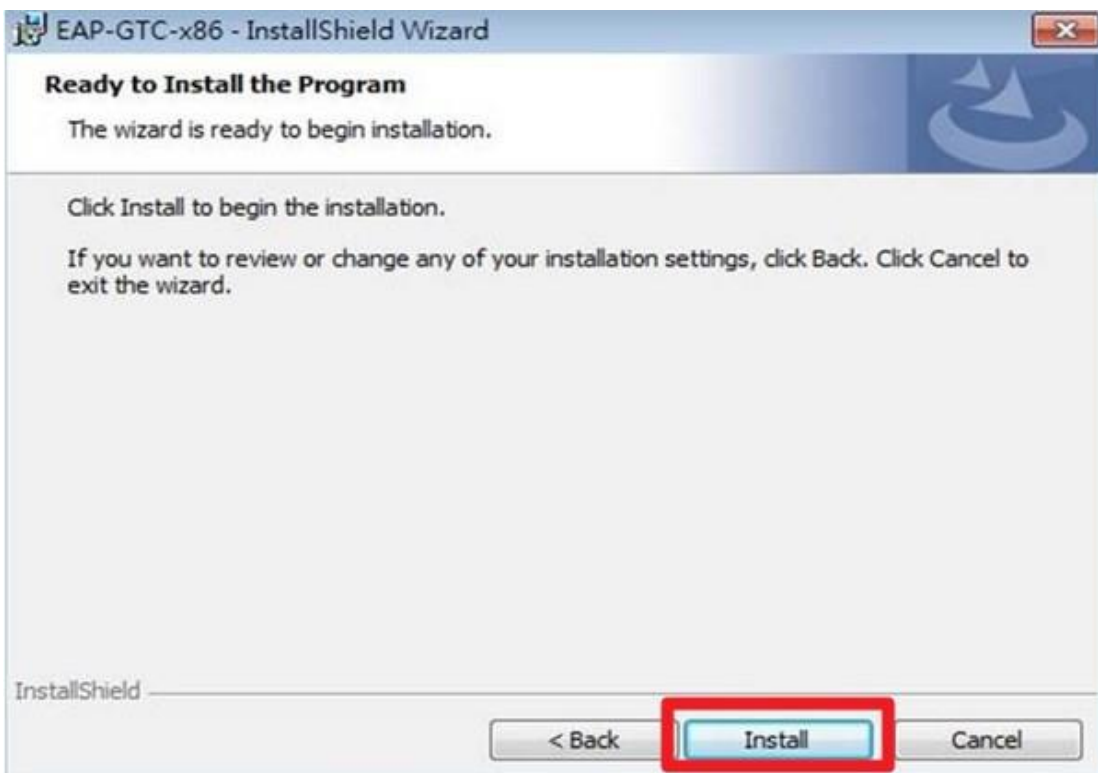 EAP-GTC-x86 - InstallShield Wizard
Ready to Install the Program
The wizard is ready to begin installation.
Click Install to begin the installation.
If you want to review or change any of your installation settings, click Back. Click Cancel to
exit the wizard.
InstallShield
< Back Install Cancel